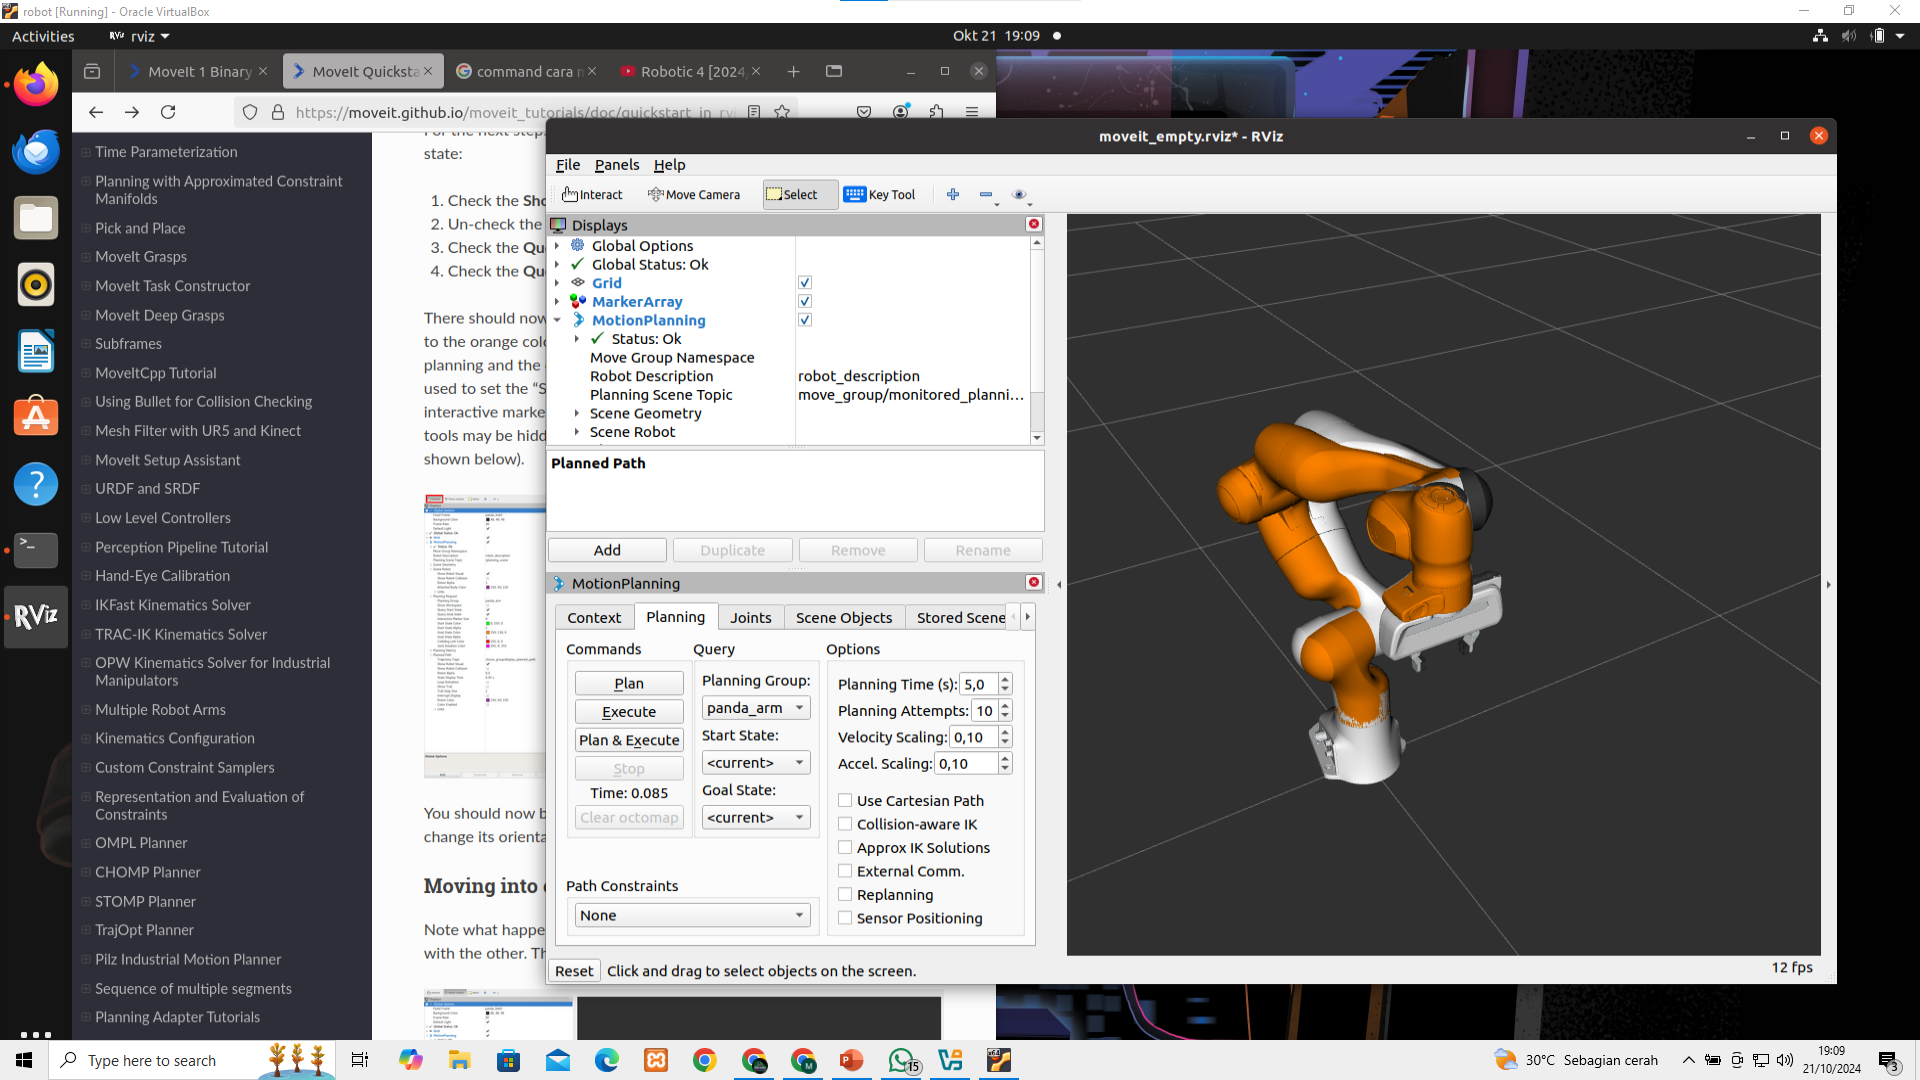 robot [Running] - Oracle VirtualBox
Activities
rviz
Okt 21 19:09
MoveIt 1 Binary
MoveIt Quicksta
command cara n
Robotic 4 [2024
https://moveit.github.io/moveit_tutorials/doc/quickstart_in_rvi
Time Parameterization
Planning with Approximated Constraint
Manifolds
Pick and Place
MoveIt Grasps
MoveIt Task Constructor
MoveIt Deep Grasps
Subframes
MoveItCpp Tutorial
Using Bullet for Collision Checking
Mesh Filter with UR5 and Kinect
MoveIt Setup Assistant
URDF and SRDF
Low Level Controllers
Perception Pipeline Tutorial
Hand-Eye Calibration
IKFast Kinematics Solver
TRAC-IK Kinematics Solver
OPW Kinematics Solver for Industrial
Manipulators
Multiple Robot Arms
Kinematics Configuration
Custom Constraint Samplers
Representation and Evaluation of
Constraints
OMPL Planner
CHOMP Planner
STOMP Planner
TrajOpt Planner
Pilz Industrial Motion Planner
Sequence of multiple segments
Planning Adapter Tutorials
state:
1. Check the Sho
2. Un-check the
3. Check the Qu
4. Check the Qu
There should now
to the orange colo
planning and the
used to set the “S
interactive marke
tools may be hidd
shown below).
You should now b
change its orienta
Moving into
Note what happe
with the other. Th
moveit_empty.rviz* - RViz
File Panels Help
Interact Move Camera Select Key Tool
Displays
Global Options
Global Status: Ok
Grid
MarkerArray
MotionPlanning
Status: Ok
Move Group Namespace
Robot Description robot_description
Planning Scene Topic move_group/monitored_planni...
Scene Geometry
Scene Robot
Planned Path
Add Duplicate Remove Rename
MotionPlanning
Context Planning Joints Scene Objects Stored Scene
Commands
Plan
Execute
Plan & Execute
Stop
Time: 0.085
Clear octomap
Query
Planning Group:
panda_arm
Start State:
<current>
Goal State:
<current>
Path Constraints
None
Options
Planning Time (s): 5,0
Planning Attempts: 10
Velocity Scaling: 0,10
Accel. Scaling: 0,10
Use Cartesian Path
Collision-aware IK
Approx IK Solutions
External Comm.
Replanning
Sensor Positioning
Reset Click and drag to select objects on the screen.
12 fps
RViz
Type here to search
15
30°C Sebagian cerah
19:09
21/10/2024
3